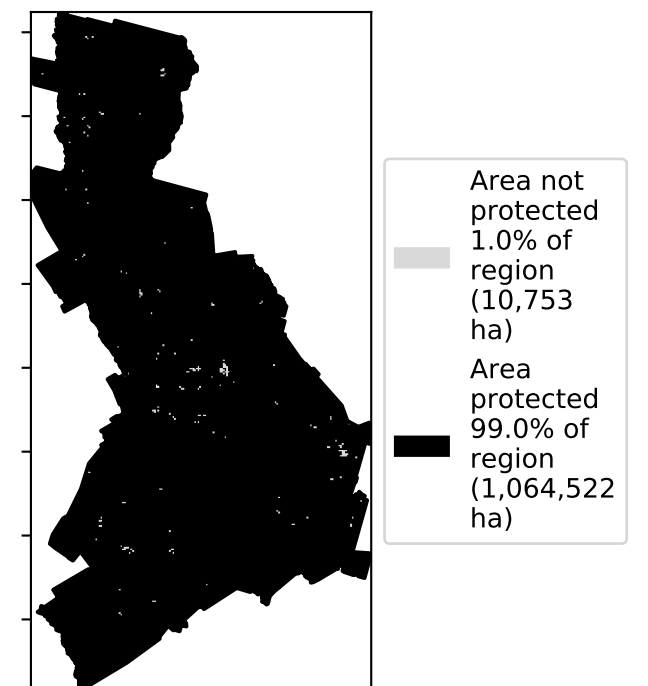 Area not
protected
1.0% of
region
(10,753
ha)
Area
protected
99.0% of
region
(1,064,522
ha)